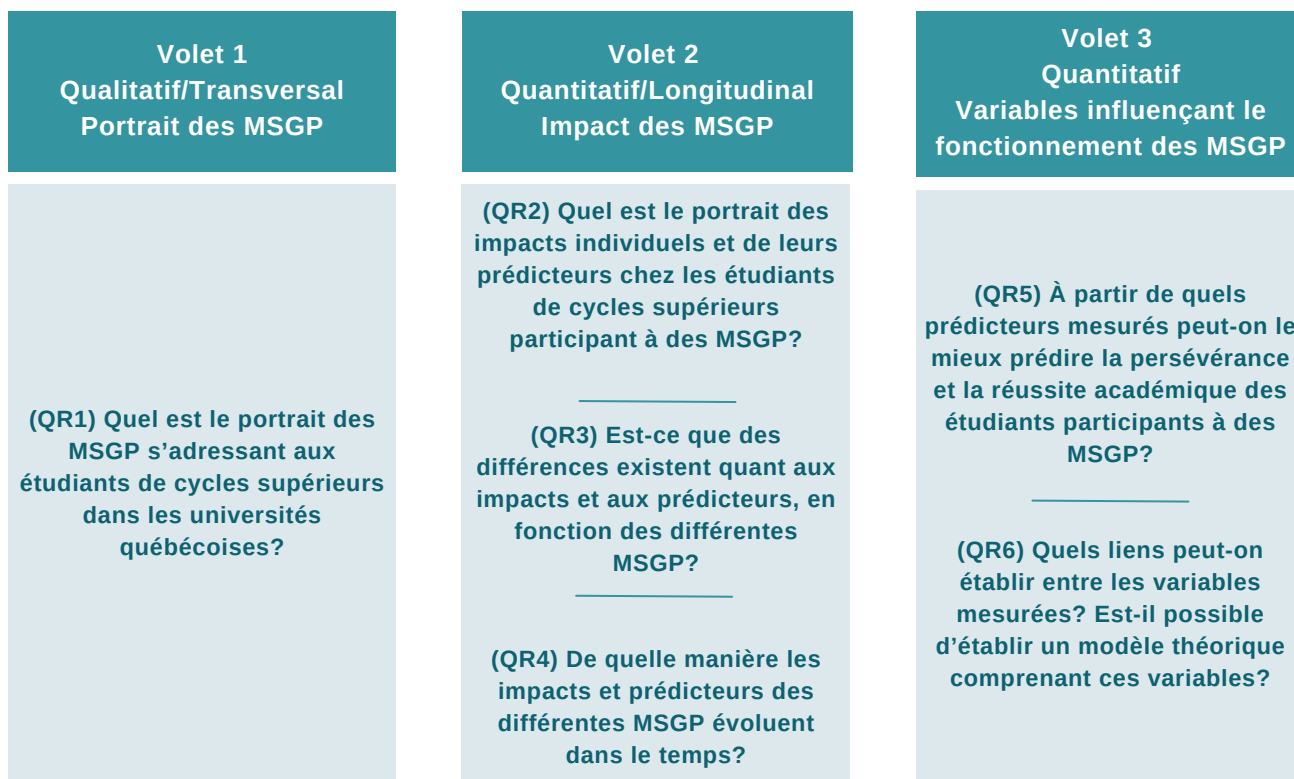 Volet 1
Qualitatif/Transversal
Portrait des MSGP
(QR1) Quel est le portrait des
MSGP s'adressant aux
étudiants de cycles supérieurs
dans les universités
québécoises?
Volet 2
Quantitatif/Longitudinal
Impact des MSGP
(QR2) Quel est le portrait des
impacts individuels et de leurs
prédicteurs chez les étudiants
de cycles supérieurs
participant à des MSGP?
(QR3) Est-ce que des
différences existent quant aux
impacts et aux prédicteurs, en
fonction des différentes
MSGP?
(QR4) De quelle manière les
impacts et prédicteurs des
différentes MSGP évoluent
dans le temps?
Volet 3
Quantitatif
Variables influençant le
fonctionnement des MSGP
(QR5) À partir de quels
prédicteurs mesurés peut-on le
mieux prédire la persévérance
et la réussite académique des
étudiants participants à des
MSGP?
(QR6) Quels liens peut-on
établir entre les variables
mesurées? Est-il possible
d'établir un modèle théorique
comprenant ces variables?